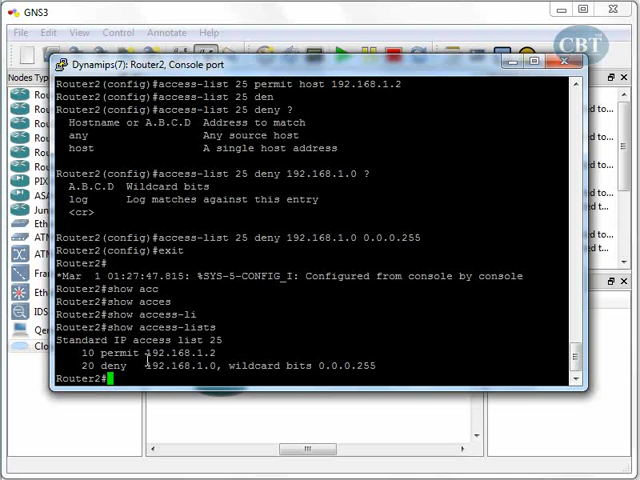 GNS3
File Edit View Control Annotate
CBT
Dynamips(7): Router2, Console port
Nodes Types
Router2(config)#access-list 25 permit host 192.168.1.2
Router2(config)#access-list 25 den
Router2(config)#access-list 25 deny ?
Hostname or A.B.C.D Address to match
any Any source host
host A single host address
Router2(config)#access-list 25 deny 192.168.1.0 ?
A.B.C.D Wildcard bits
log Log matches against this entry
<cr>
Router2(config)#access-list 25 deny 192.168.1.0 0.0.0.255
Router2(config)#exit
Router2#
*Mar 1 01:27:47.815: %SYS-5-CONFIG_I: Configured from console by console
Router2#show acc
Router2#show acces
Router2#show access-li
Router2#show access-lists
Standard IP access list 25
10 permit 192.168.1.2
20 deny 192.168.1.0, wildcard bits 0.0.0.255
Router2#